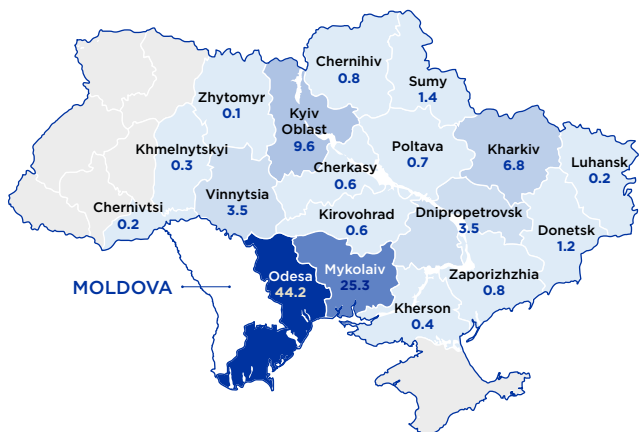 Chernihiv
0.8
Sumy
1.4
Zhytomyr
0.1
Kyiv
Oblast
9.6
Khmelnytskyi
0.3
Poltava
0.7
Kharkiv
6.8
Luhansk
0.2
Cherkasy
0.6
Vinnytsia
3.5
Chernivtsi
0.2
Kirovohrad
0.6
Dnipropetrovsk
3.5
Donetsk
1.2
MOLDOVA
Odesa
44.2
Mykolaiv
25.3
Zaporizhzhia
0.8
Kherson
0.4